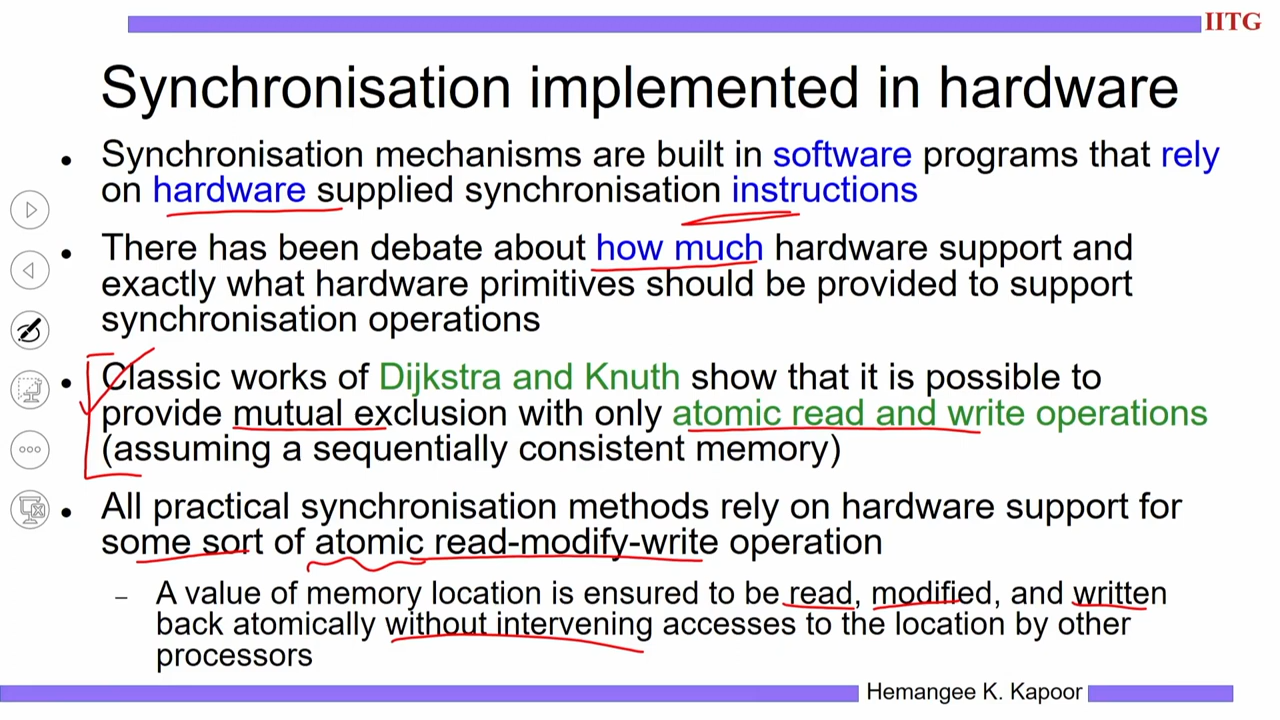 IITG
Synchronisation implemented in hardware
• Synchronisation mechanisms are built in software programs that rely
on hardware supplied synchronisation instructions
• There has been debate about how much hardware support and
exactly what hardware primitives should be provided to support
synchronisation operations
• Classic works of Dijkstra and Knuth show that it is possible to
provide mutual exclusion with only atomic read and write operations
(assuming a sequentially consistent memory)
• All practical synchronisation methods rely on hardware support for
some sort of atomic read-modify-write operation
– A value of memory location is ensured to be read, modified, and written
back atomically without intervening accesses to the location by other
processors
Hemangee K. Kapoor